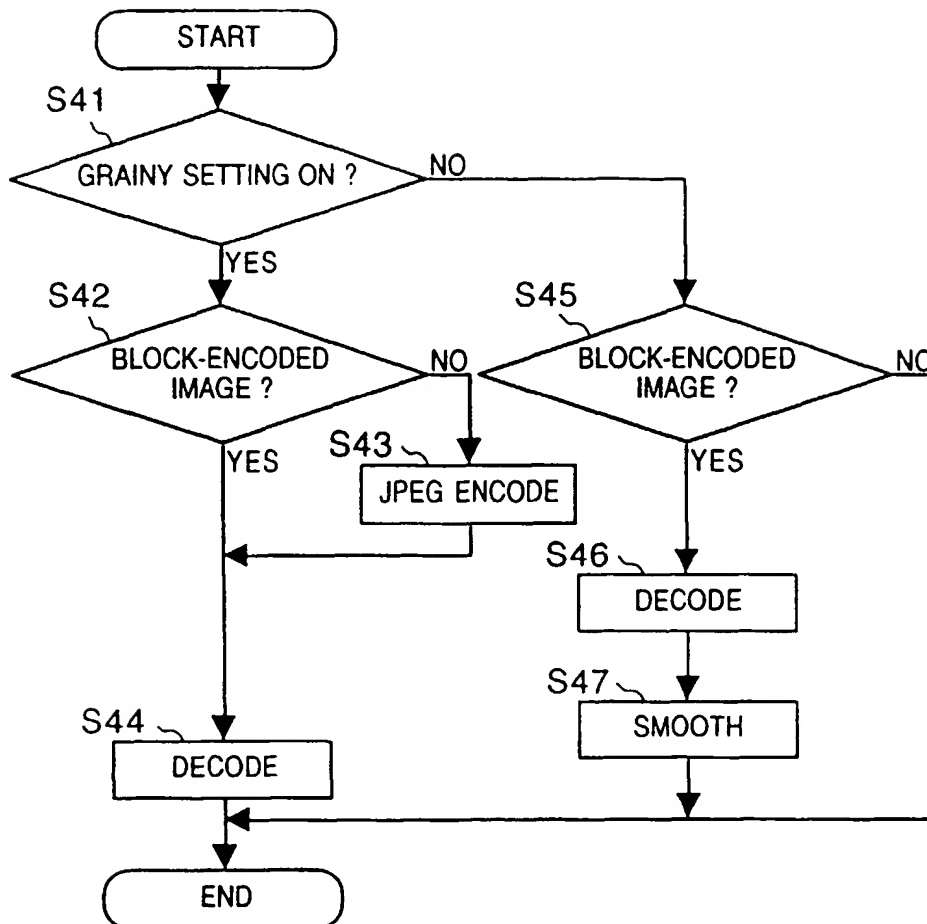 START
S41
GRAINY SETTING ON ?
NO
YES
S42
BLOCK-ENCODED
IMAGE ?
NO
YES
S43
JPEG ENCODE
S44
DECODE
S45
BLOCK-ENCODED
IMAGE ?
NO
YES
S46
DECODE
S47
SMOOTH
END